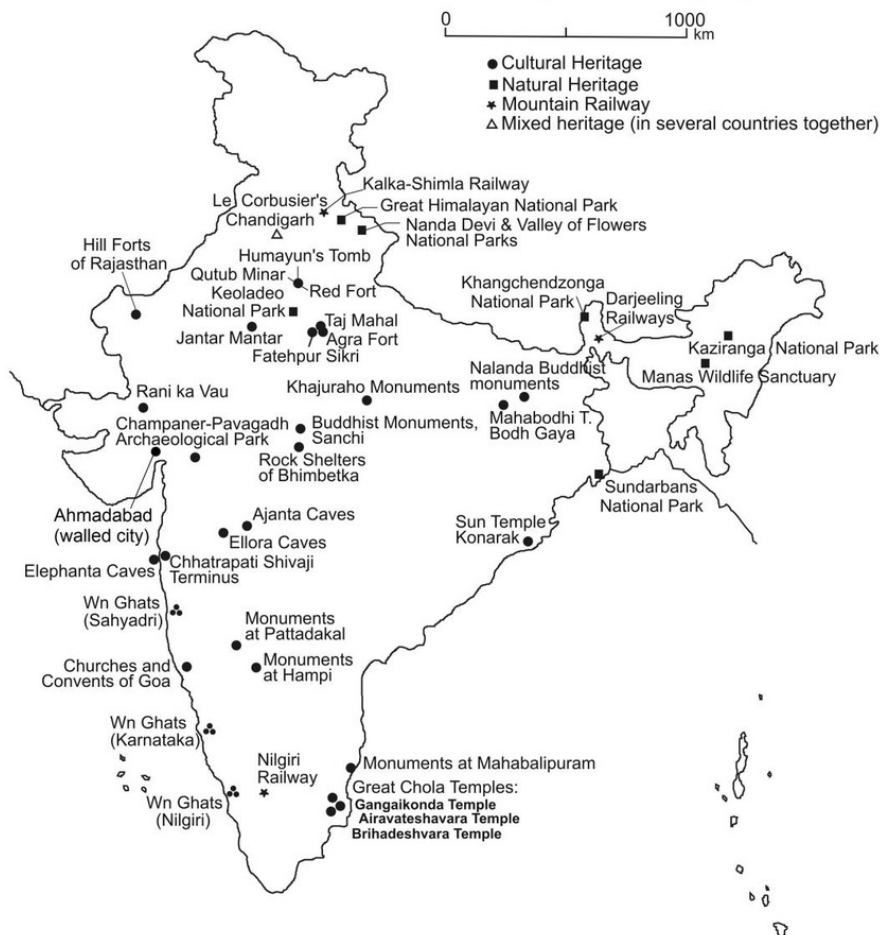 0 1000
km
Cultural Heritage
Natural Heritage
Mountain Railway
Mixed heritage (in several countries together)
Kalka-Shimla Railway
Le Corbusier's
Chandigarh
Great Himalayan National Park
Nanda Devi & Valley of Flowers
National Parks
Hill Forts
of Rajasthan
Humayun's Tomb
Qutub Minar
Red Fort
Keoladeo
National Park
Khangchendzonga
National Park
Darjeeling
Railways
Jantar Mantar
Taj Mahal
Agra Fort
Fatehpur Sikri
Kaziranga National Park
Manas Wildlife Sanctuary
Nalanda Buddhist
monuments
Rani ka Vau
Khajuraho Monuments
Mahabodhi T.
Bodh Gaya
Champaner-Pavagadh
Archaeological Park
Buddhist Monuments,
Sanchi
Rock Shelters
of Bhimbetka
Sundarbans
National Park
Ahmadabad
(walled city)
Ajanta Caves
Ellora Caves
Sun Temple
Konarak
Elephanta Caves
Chhatrapati Shivaji
Terminus
Wn Ghats
(Sahyadri)
Monuments
at Pattadakal
Churches and
Convents of Goa
Monuments
at Hampi
Wn Ghats
(Karnataka)
Nilgiri
Railway
Monuments at Mahabalipuram
Wn Ghats
(Nilgiri)
Great Chola Temples:
Gangaikonda Temple
Airavateshavara Temple
Brihadeshvara Temple